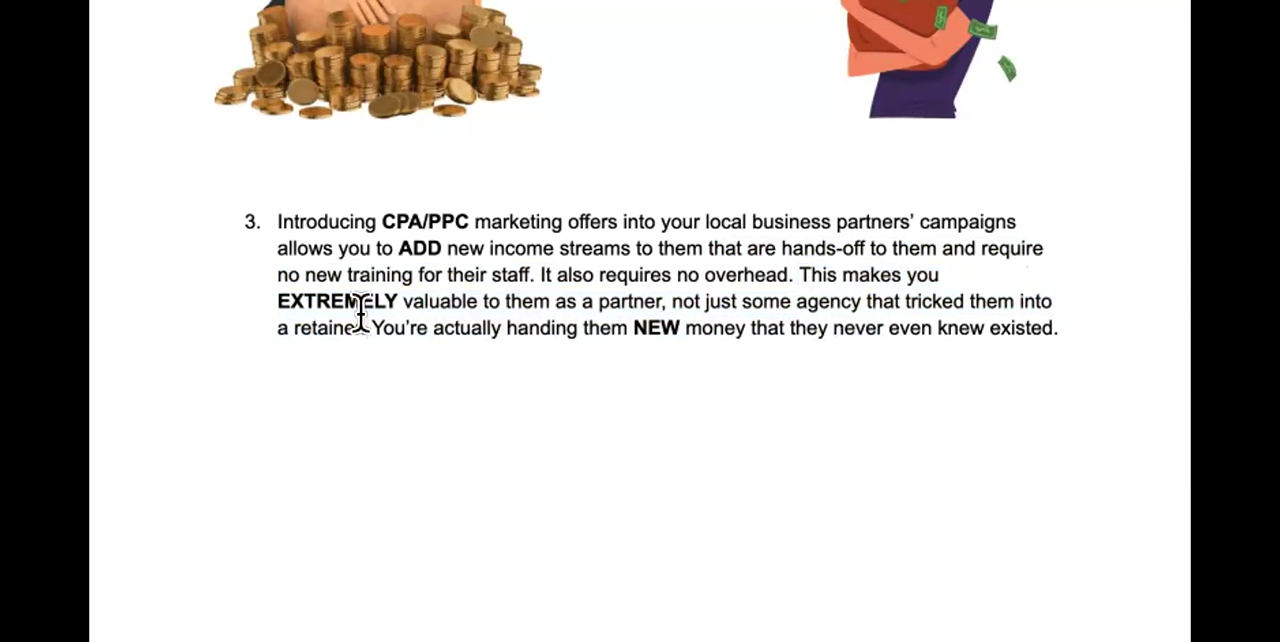 3. Introducing CPA/PPC marketing offers into your local business partners’ campaigns
allows you to ADD new income streams to them that are hands-off to them and require
no new training for their staff. It also requires no overhead. This makes you
EXTREMELY valuable to them as a partner, not just some agency that tricked them into
a retainer. You’re actually handing them NEW money that they never even knew existed.